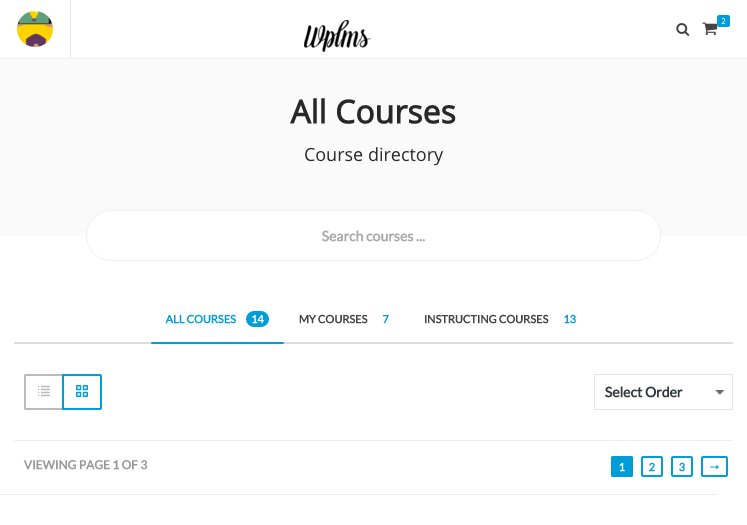 Wplms
2
All Courses
Course directory
Search courses ...
ALL COURSES 14 MY COURSES 7 INSTRUCTING COURSES 13
Select Order
VIEWING PAGE 1 OF 3 1 2 3 →